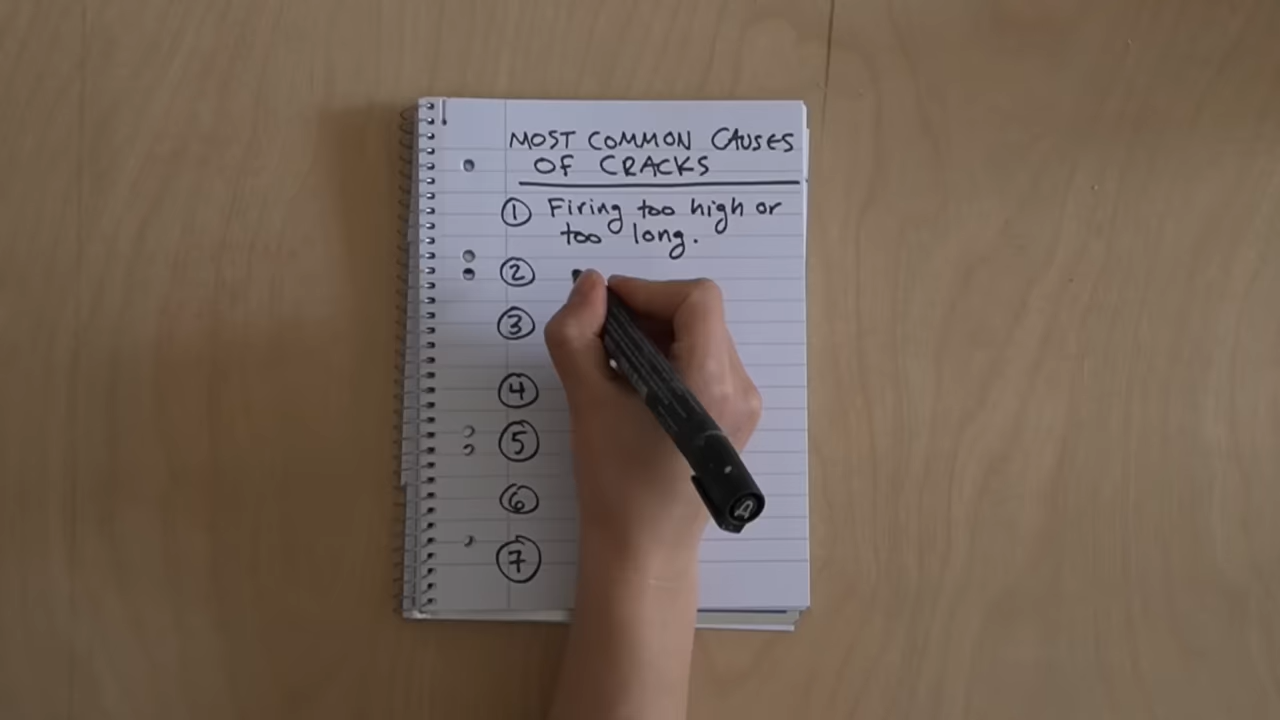 MOST COMMON CAUSES
OF CRACKS
1 Firing too high or
too long.
2
3
4
5
6
7